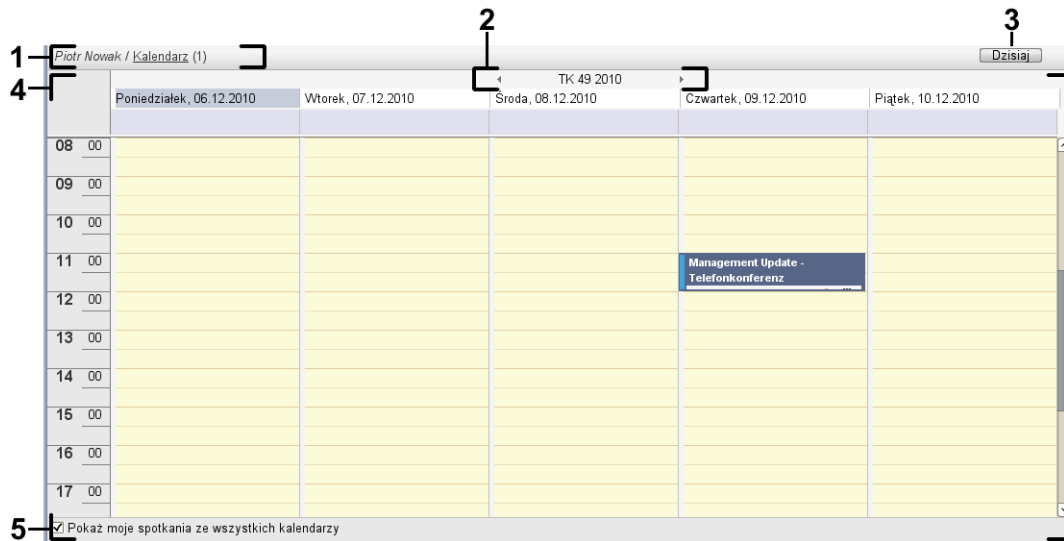 2
3
1
Piotr Nowak / Kalendarz (1)
Dzisiaj
4
TK 49 2010
Poniedziałek, 06.12.2010 Wtorek, 07.12.2010 Środa, 08.12.2010 Czwartek, 09.12.2010 Piątek, 10.12.2010
08 00
09 00
10 00
11 00
Management Update -
Telefonkonferenz
12 00
13 00
14 00
15 00
16 00
17 00
5
Pokaż moje spotkania ze wszystkich kalendarzy